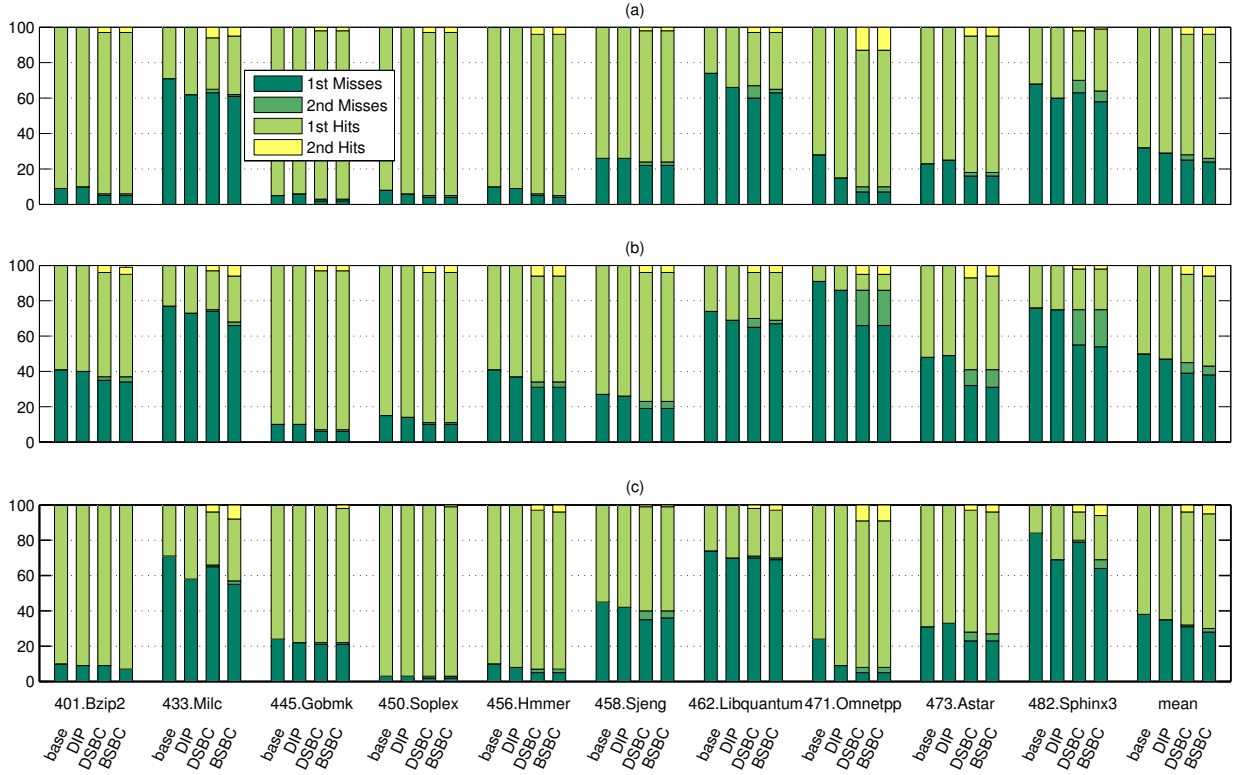 (a)
100
80
60
40
20
0
1st Misses
2nd Misses
1st Hits
2nd Hits
(b)
100
80
60
40
20
0
(c)
100
80
60
40
20
0
401.Bzip2 433.Milc 445.Gobmk 450.Soplex 456.Hmmer 458.Sjeng 462.Libquantum 471.Omnetpp 473.Astar 482.Sphinx3 mean
base DIP DSBC BSBC base DIP DSBC BSBC base DIP DSBC BSBC base DIP DSBC BSBC base DIP DSBC BSBC base DIP DSBC BSBC base DIP DSBC BSBC base DIP DSBC BSBC base DIP DSBC BSBC base DIP DSBC BSBC base DIP DSBC BSBC